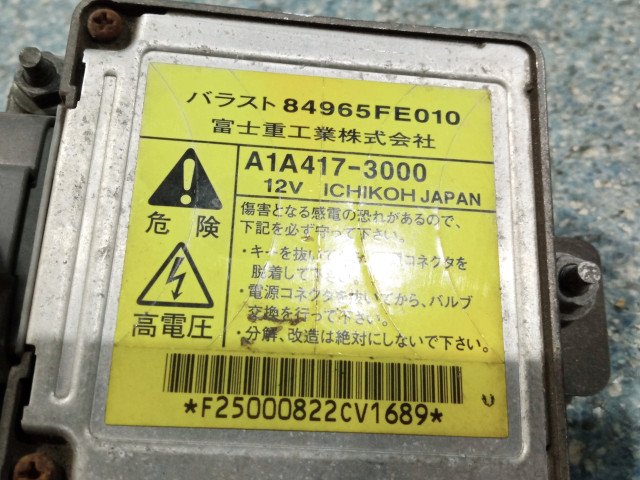 バラスト 84965FE010
富士重工業株式会社
A1A417-3000
12V ICHIKOH JAPAN
危険
高電圧
傷害となる感電の恐れがあるので、
下記を必ず守って下さい。
・キーを抜い コネクタを
脱着して下
・電源コネクタを抜いてから、バルブ
交換を行って下さい。
・分解、改造は絶対にしないで下さい。
*F25000822CV1689*